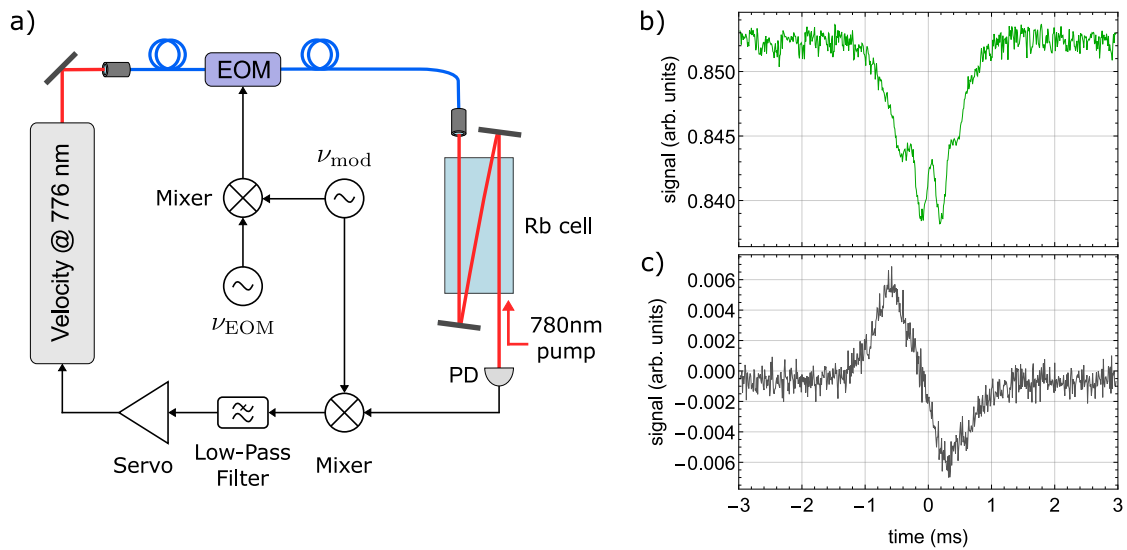 a)
EOM
ν_mod
Mixer
Velocity @ 776 nm
Rb cell
ν_EOM
780nm
pump
PD
Servo
Low-Pass
Filter
Mixer
b)
signal (arb. units)
0.850
0.845
0.840
c)
signal (arb. units)
0.006
0.004
0.002
0.000
−0.002
−0.004
−0.006
−3
−2
−1
0
1
2
3
time (ms)